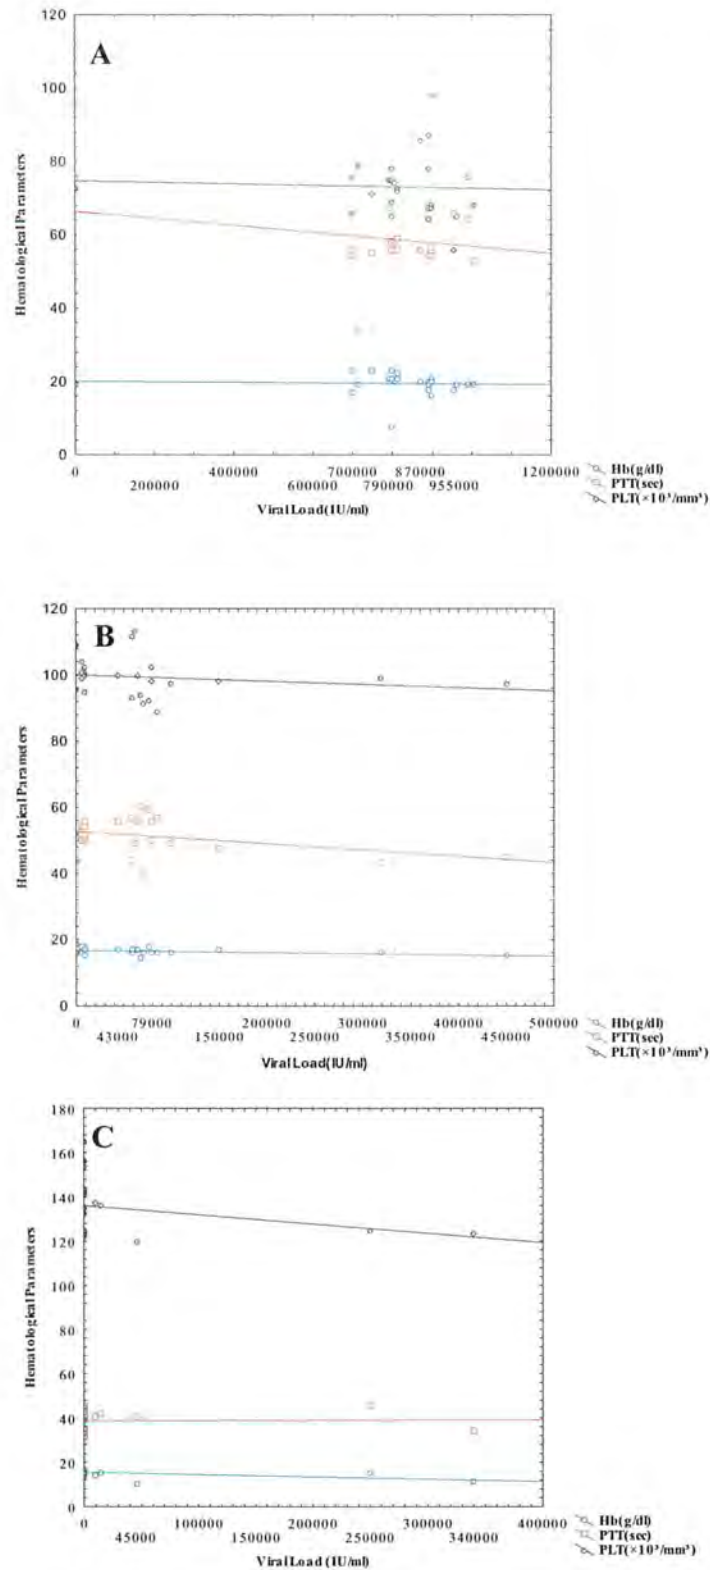 120
A
100
80
60
40
20
0
Hematological Parameters
0 400000 700000 870000 1200000
200000 600000 790000 955000
Viral Load(IU/ml)
Hb(g/dl)
PTT(sec)
PLT(×10³/mm³)
120
B
100
80
60
40
20
0
Hematological Parameters
0 79000 200000 300000 400000 500000
43000 150000 250000 350000 450000
Viral Load(IU/ml)
Hb(g/dl)
PTT(sec)
PLT(×10³/mm³)
180
C
160
140
120
100
80
60
40
20
0
Hematological Parameters
0 100000 200000 300000 400000
45000 150000 250000 340000
Viral Load (IU/ml)
Hb(g/dl)
PTT(sec)
PLT(×10³/mm³)